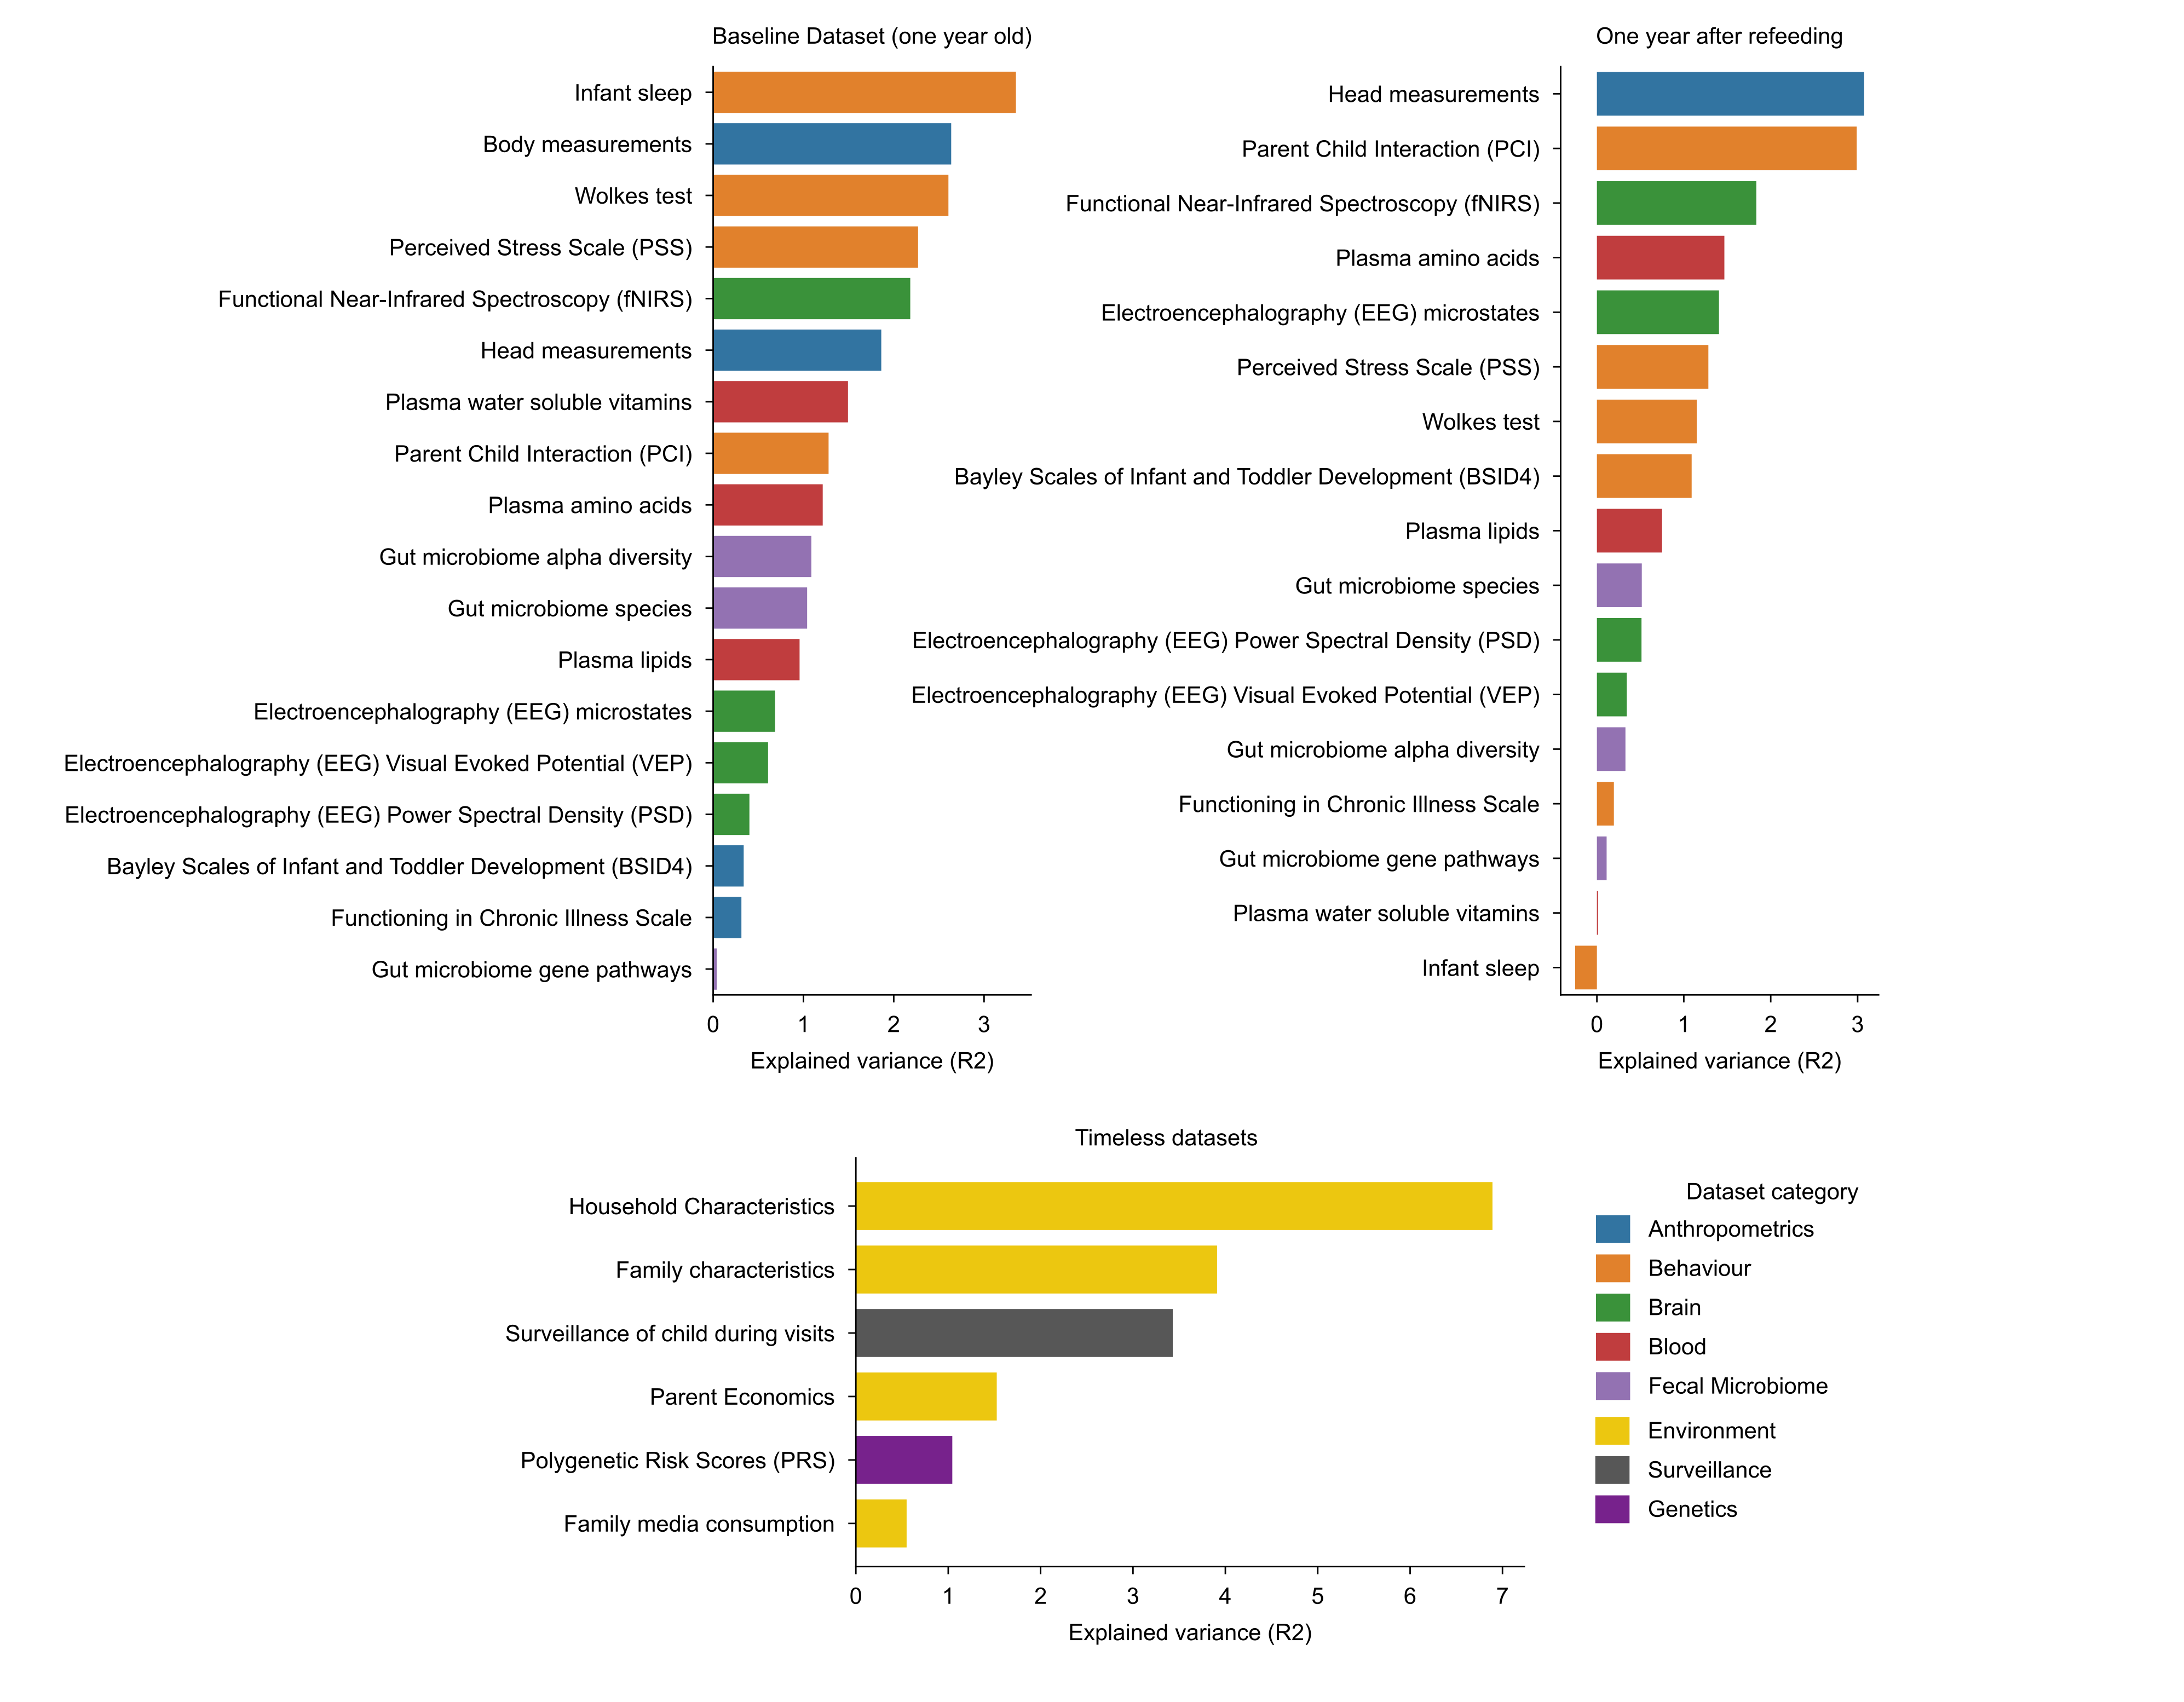 Baseline Dataset (one year old)
Infant sleep
Body measurements
Wolkes test
Perceived Stress Scale (PSS)
Functional Near-Infrared Spectroscopy (fNIRS)
Head measurements
Plasma water soluble vitamins
Parent Child Interaction (PCI)
Plasma amino acids
Gut microbiome alpha diversity
Gut microbiome species
Plasma lipids
Electroencephalography (EEG) microstates
Electroencephalography (EEG) Visual Evoked Potential (VEP)
Electroencephalography (EEG) Power Spectral Density (PSD)
Bayley Scales of Infant and Toddler Development (BSID4)
Functioning in Chronic Illness Scale
Gut microbiome gene pathways
0 1 2 3
Explained variance (R2)
One year after refeeding
Head measurements
Parent Child Interaction (PCI)
Functional Near-Infrared Spectroscopy (fNIRS)
Plasma amino acids
Electroencephalography (EEG) microstates
Perceived Stress Scale (PSS)
Wolkes test
Bayley Scales of Infant and Toddler Development (BSID4)
Plasma lipids
Gut microbiome species
Electroencephalography (EEG) Power Spectral Density (PSD)
Electroencephalography (EEG) Visual Evoked Potential (VEP)
Gut microbiome alpha diversity
Functioning in Chronic Illness Scale
Gut microbiome gene pathways
Plasma water soluble vitamins
Infant sleep
0 1 2 3
Explained variance (R2)
Timeless datasets
Household Characteristics
Family characteristics
Surveillance of child during visits
Parent Economics
Polygenetic Risk Scores (PRS)
Family media consumption
0 1 2 3 4 5 6 7
Explained variance (R2)
Dataset category
Anthropometrics
Behaviour
Brain
Blood
Fecal Microbiome
Environment
Surveillance
Genetics